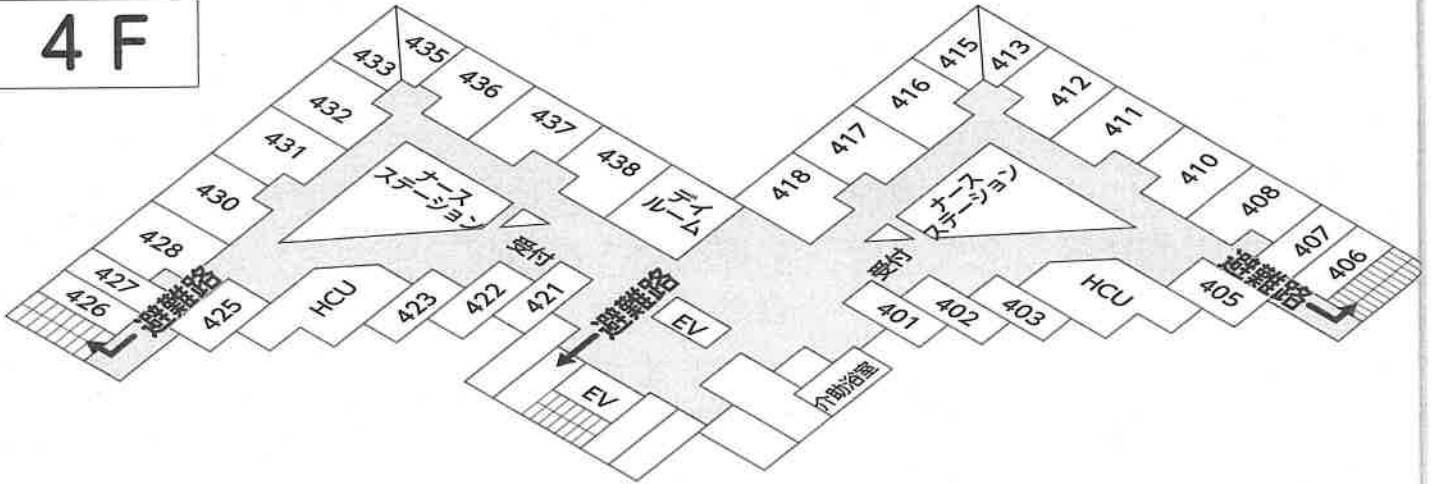 4F
435
433
436
432
437
431
438
430
428
427
426
425
ナース
ステーション
受付
デイ
ルーム
HCU
423
422
421
避難路
避難路
EV
EV
415
413
416
412
417
411
418
410
408
407
406
405
ナース
ステーション
受付
401
402
403
HCU
避難路
介助浴室